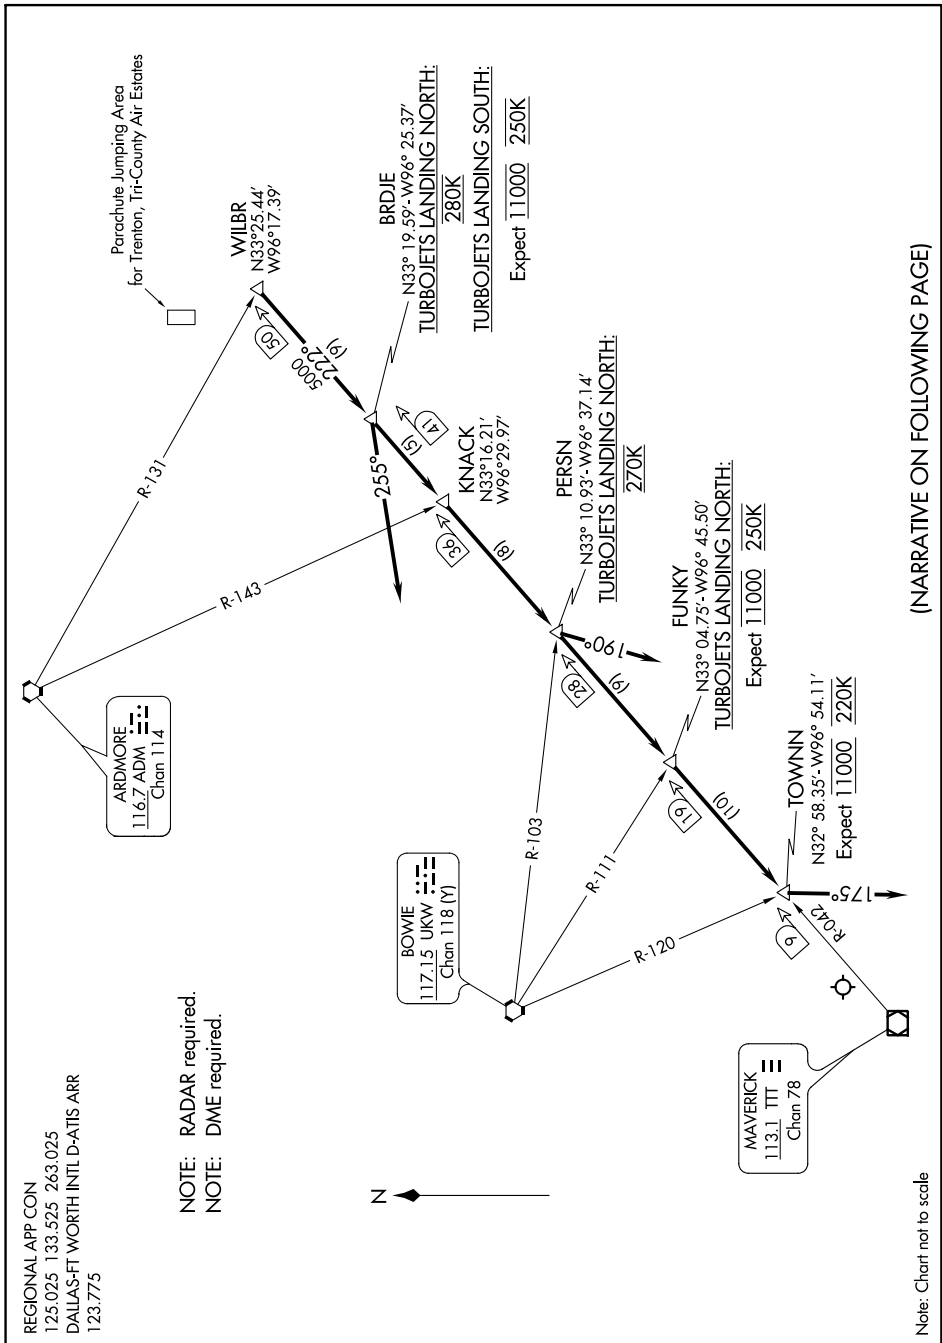 REGIONAL APP CON
125.025 133.525 263.025
DALLAS-FT WORTH INTL D-ATIS ARR
123.775
NOTE: RADAR required.
NOTE: DME required.
N
Parachute Jumping Area
for Trenton, Tri-County Air Estates
ARDMORE
116.7 ADM
Chan 114
R-131
R-143
WILBR
N33°25.44′
W96°17.39′
50
5000
222°
(9)
BRDJE
N33° 19.59′- W96° 25.37′
TURBOJETS LANDING NORTH:
280K
TURBOJETS LANDING SOUTH:
Expect 11000 250K
255°
41
(5)
KNACK
N33°16.21′
W96°29.97′
36
(8)
BOWIE
117.15 UKW
Chan 118 (Y)
R-103
R-111
R-120
PERSN
N33° 10.93′- W96° 37.14′
TURBOJETS LANDING NORTH:
270K
190°
28
(9)
FUNKY
N33° 04.75′- W96° 45.50′
TURBOJETS LANDING NORTH:
Expect 11000 250K
19
(10)
TOWNN
N32° 58.35′- W96° 54.11′
Expect 11000 220K
175°
9
R-042
MAVERICK
113.1 TTT
Chan 78
(NARRATIVE ON FOLLOWING PAGE)
Note: Chart not to scale